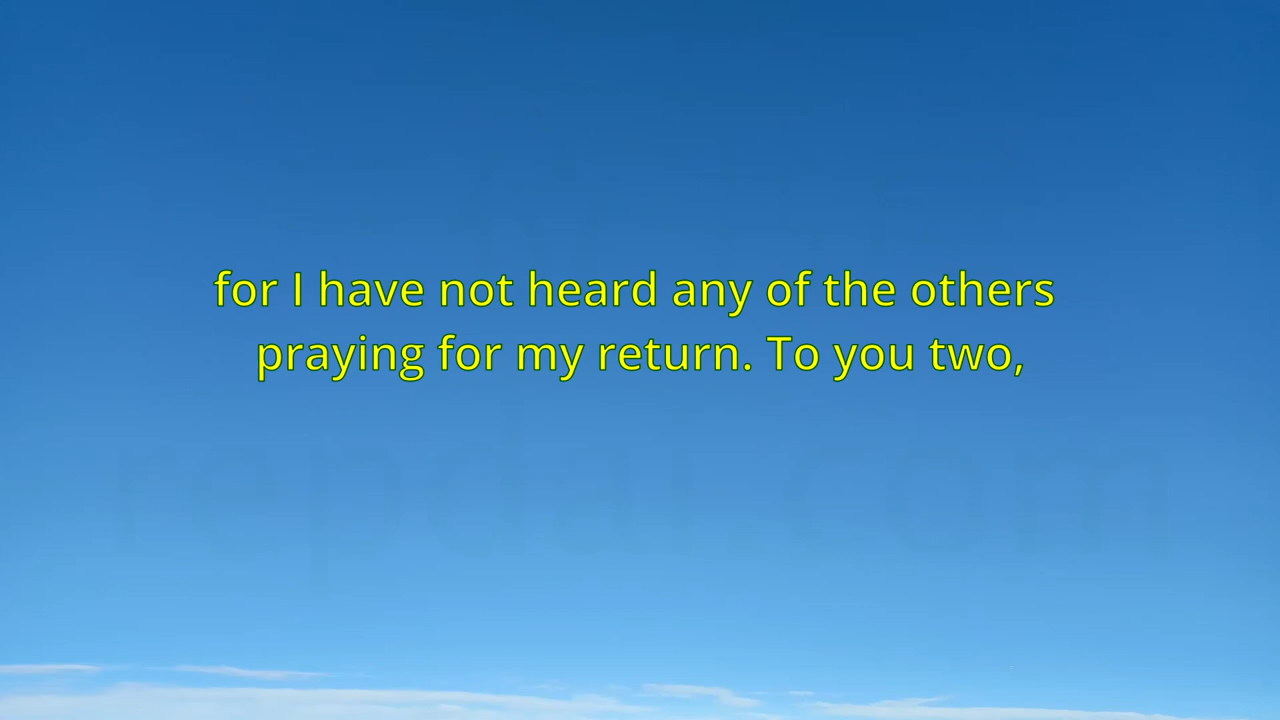 for I have not heard any of the others
praying for my return. To you two,